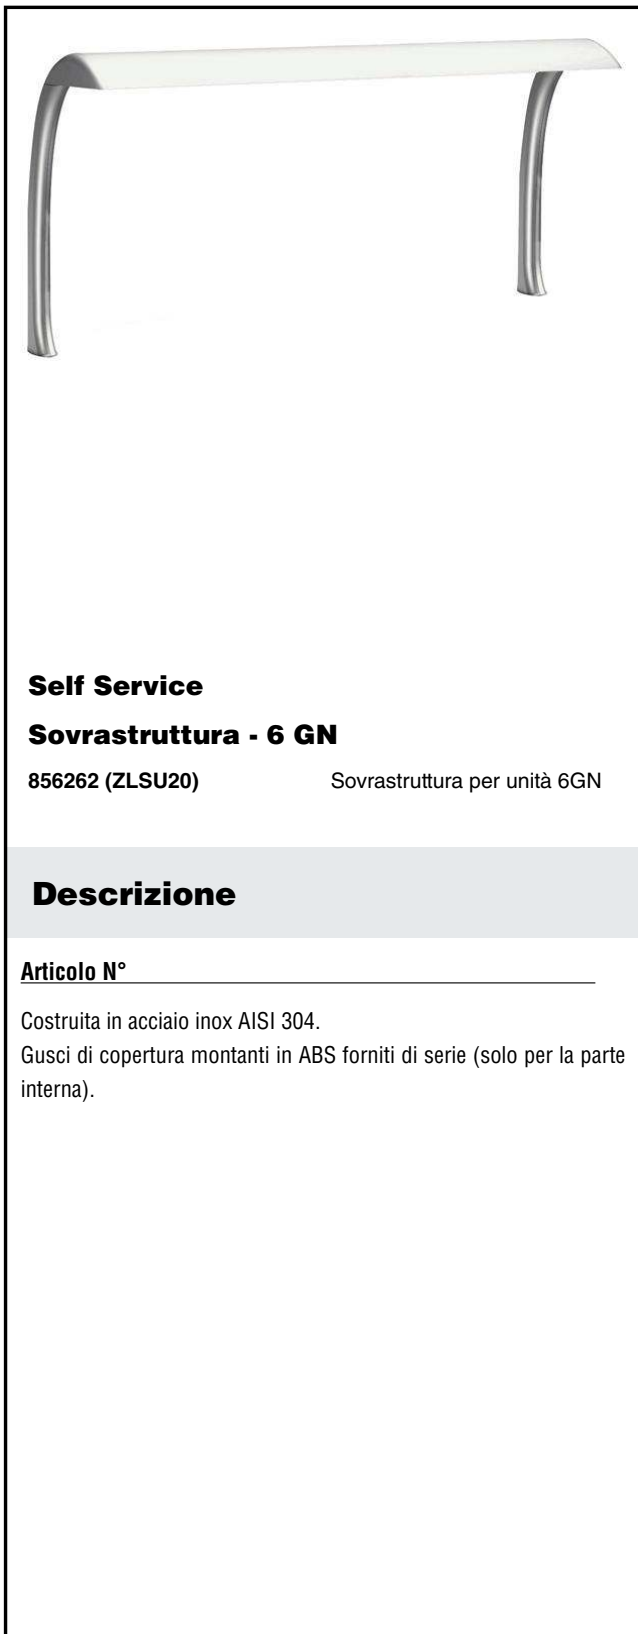 Self Service
Sovrastruttura - 6 GN
856262 (ZLSU20) Sovrastruttura per unità 6GN
Descrizione
Articolo N°
Costruita in acciaio inox AISI 304.
Gusci di copertura montanti in ABS forniti di serie (solo per la parte
interna).